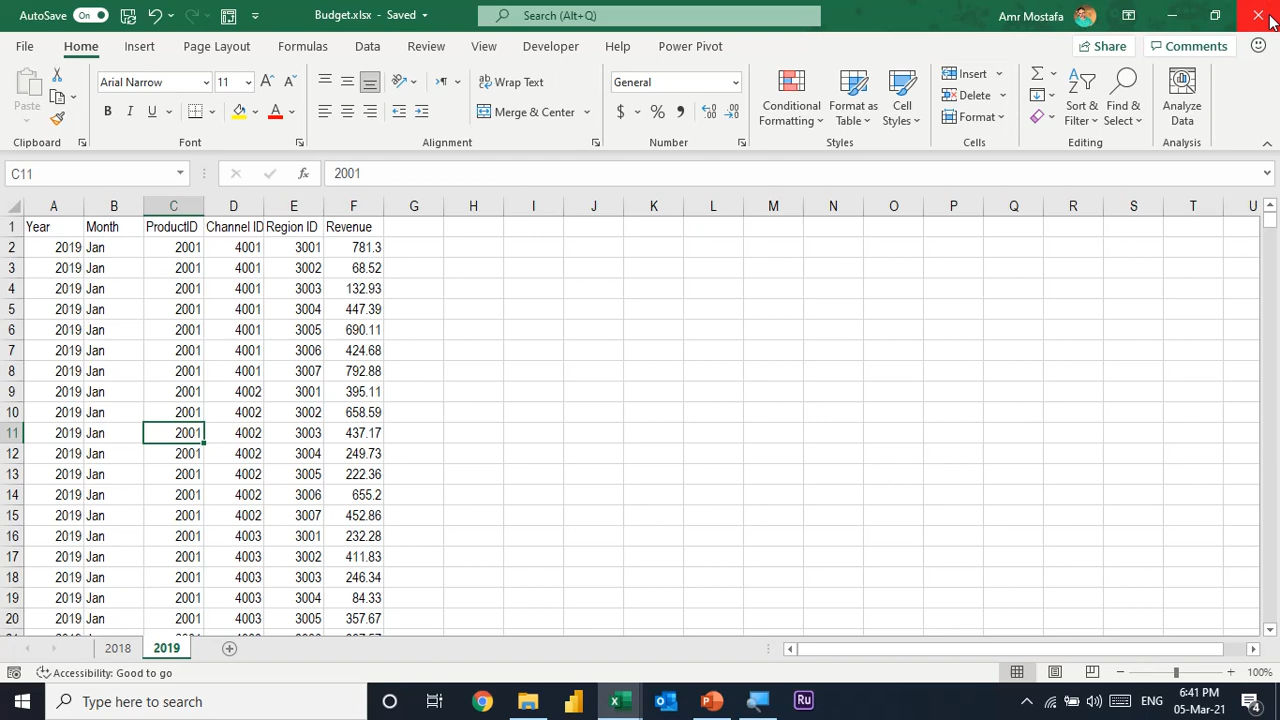 AutoSave On Budget.xlsx - Saved Search (Alt+Q) Amr Mostafa
File Home Insert Page Layout Formulas Data Review View Developer Help Power Pivot Share Comments
Paste Arial Narrow 11 Wrap Text General Conditional Formatting Format as Table Cell Styles Insert Sort & Filter Find & Select Analyze Data
B I U Merge & Center $ % Delete
Format
Clipboard Font Alignment Number Styles Cells Editing Analysis
C11 fx 2001
A B C D E F G H I J K L M N O P Q R S T U
1 Year Month ProductID Channel ID Region ID Revenue
2 2019 Jan 2001 4001 3001 781.3
3 2019 Jan 2001 4001 3002 68.52
4 2019 Jan 2001 4001 3003 132.93
5 2019 Jan 2001 4001 3004 447.39
6 2019 Jan 2001 4001 3005 690.11
7 2019 Jan 2001 4001 3006 424.68
8 2019 Jan 2001 4001 3007 792.88
9 2019 Jan 2001 4002 3001 395.11
10 2019 Jan 2001 4002 3002 658.59
11 2019 Jan 2001 4002 3003 437.17
12 2019 Jan 2001 4002 3004 249.73
13 2019 Jan 2001 4002 3005 222.36
14 2019 Jan 2001 4002 3006 655.2
15 2019 Jan 2001 4002 3007 452.86
16 2019 Jan 2001 4003 3001 232.28
17 2019 Jan 2001 4003 3002 411.83
18 2019 Jan 2001 4003 3003 246.34
19 2019 Jan 2001 4003 3004 84.33
20 2019 Jan 2001 4003 3005 357.67
2018 2019
Accessibility: Good to go 100%
Type here to search Ru ENG 6:41 PM
05-Mar-21 4